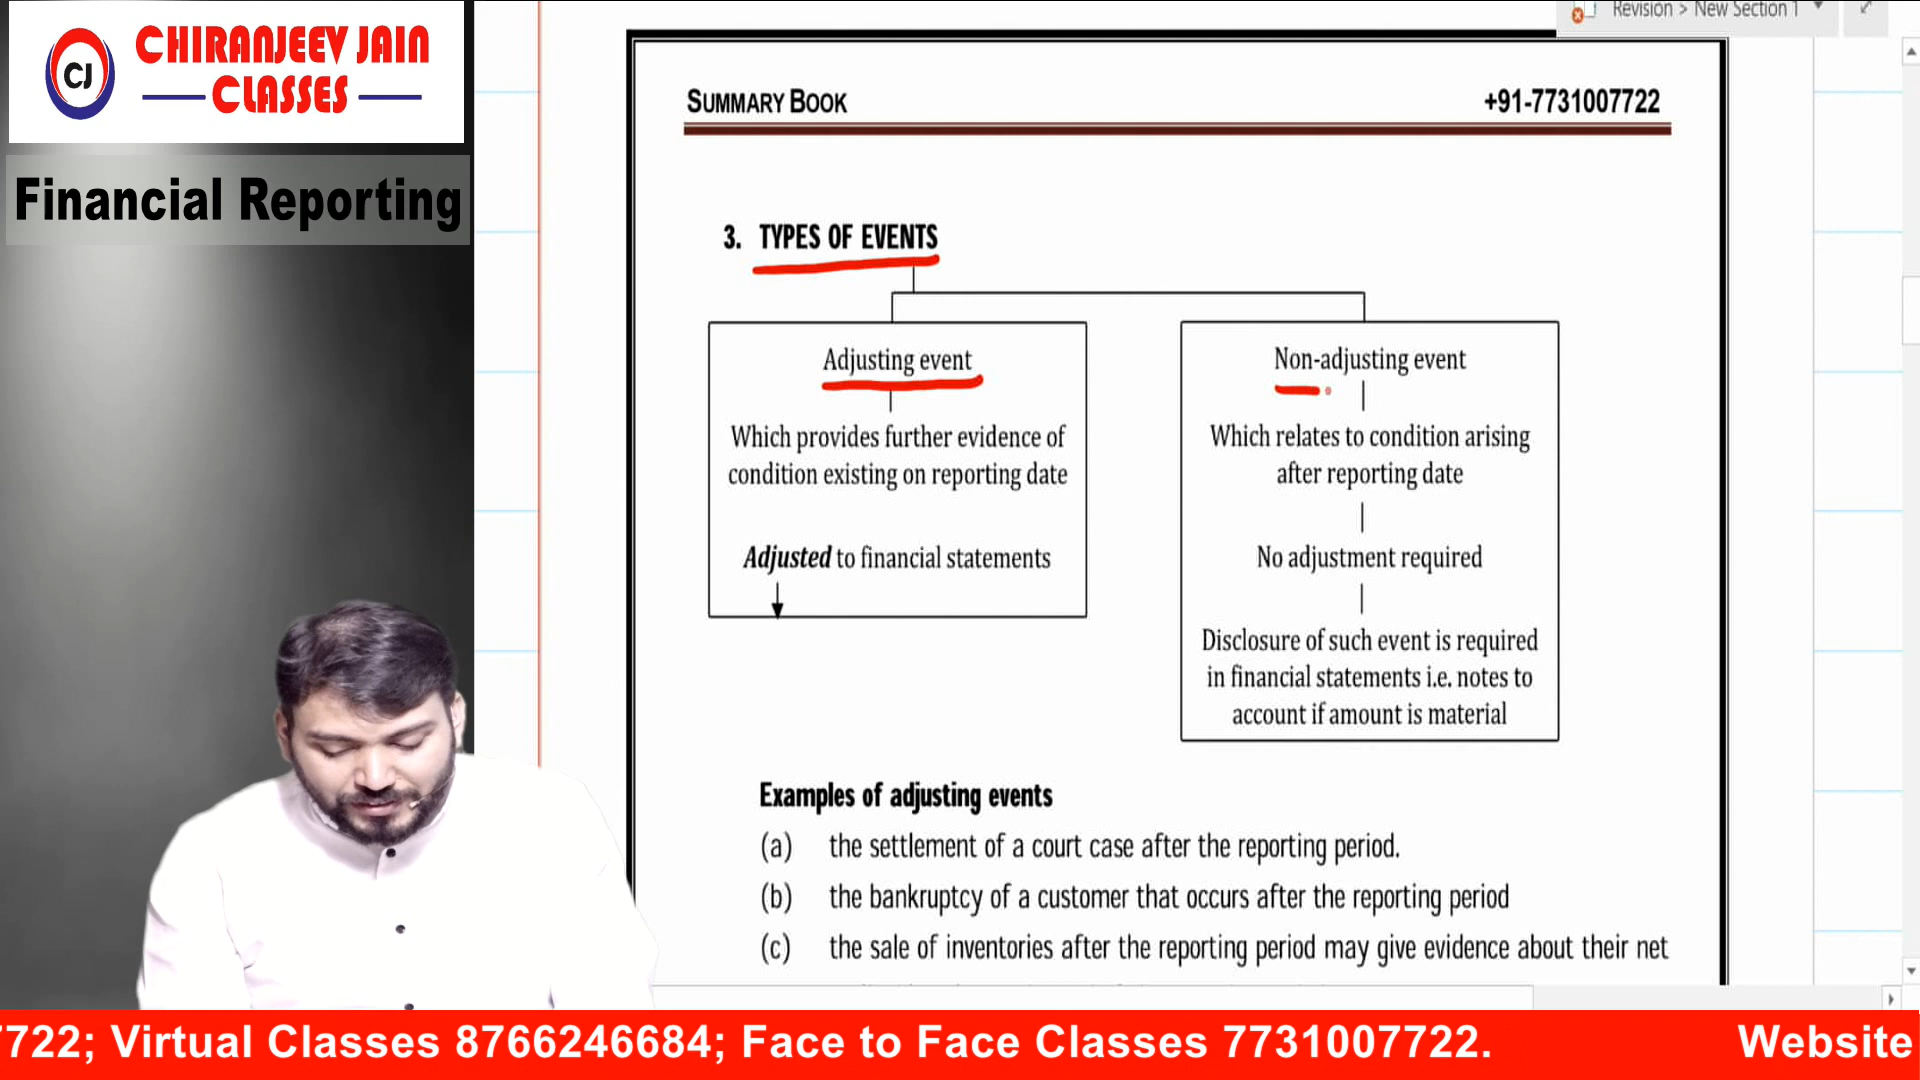 CJ
CHIRANJEEV JAIN
CLASSES
Financial Reporting
Revision > New Section 1
SUMMARY BOOK
+91-7731007722
3. TYPES OF EVENTS
Adjusting event
Which provides further evidence of
condition existing on reporting date
Adjusted to financial statements
Non-adjusting event
Which relates to condition arising
after reporting date
No adjustment required
Disclosure of such event is required
in financial statements i.e. notes to
account if amount is material
Examples of adjusting events
(a) the settlement of a court case after the reporting period.
(b) the bankruptcy of a customer that occurs after the reporting period
(c) the sale of inventories after the reporting period may give evidence about their net
7722; Virtual Classes 8766246684; Face to Face Classes 7731007722. Website